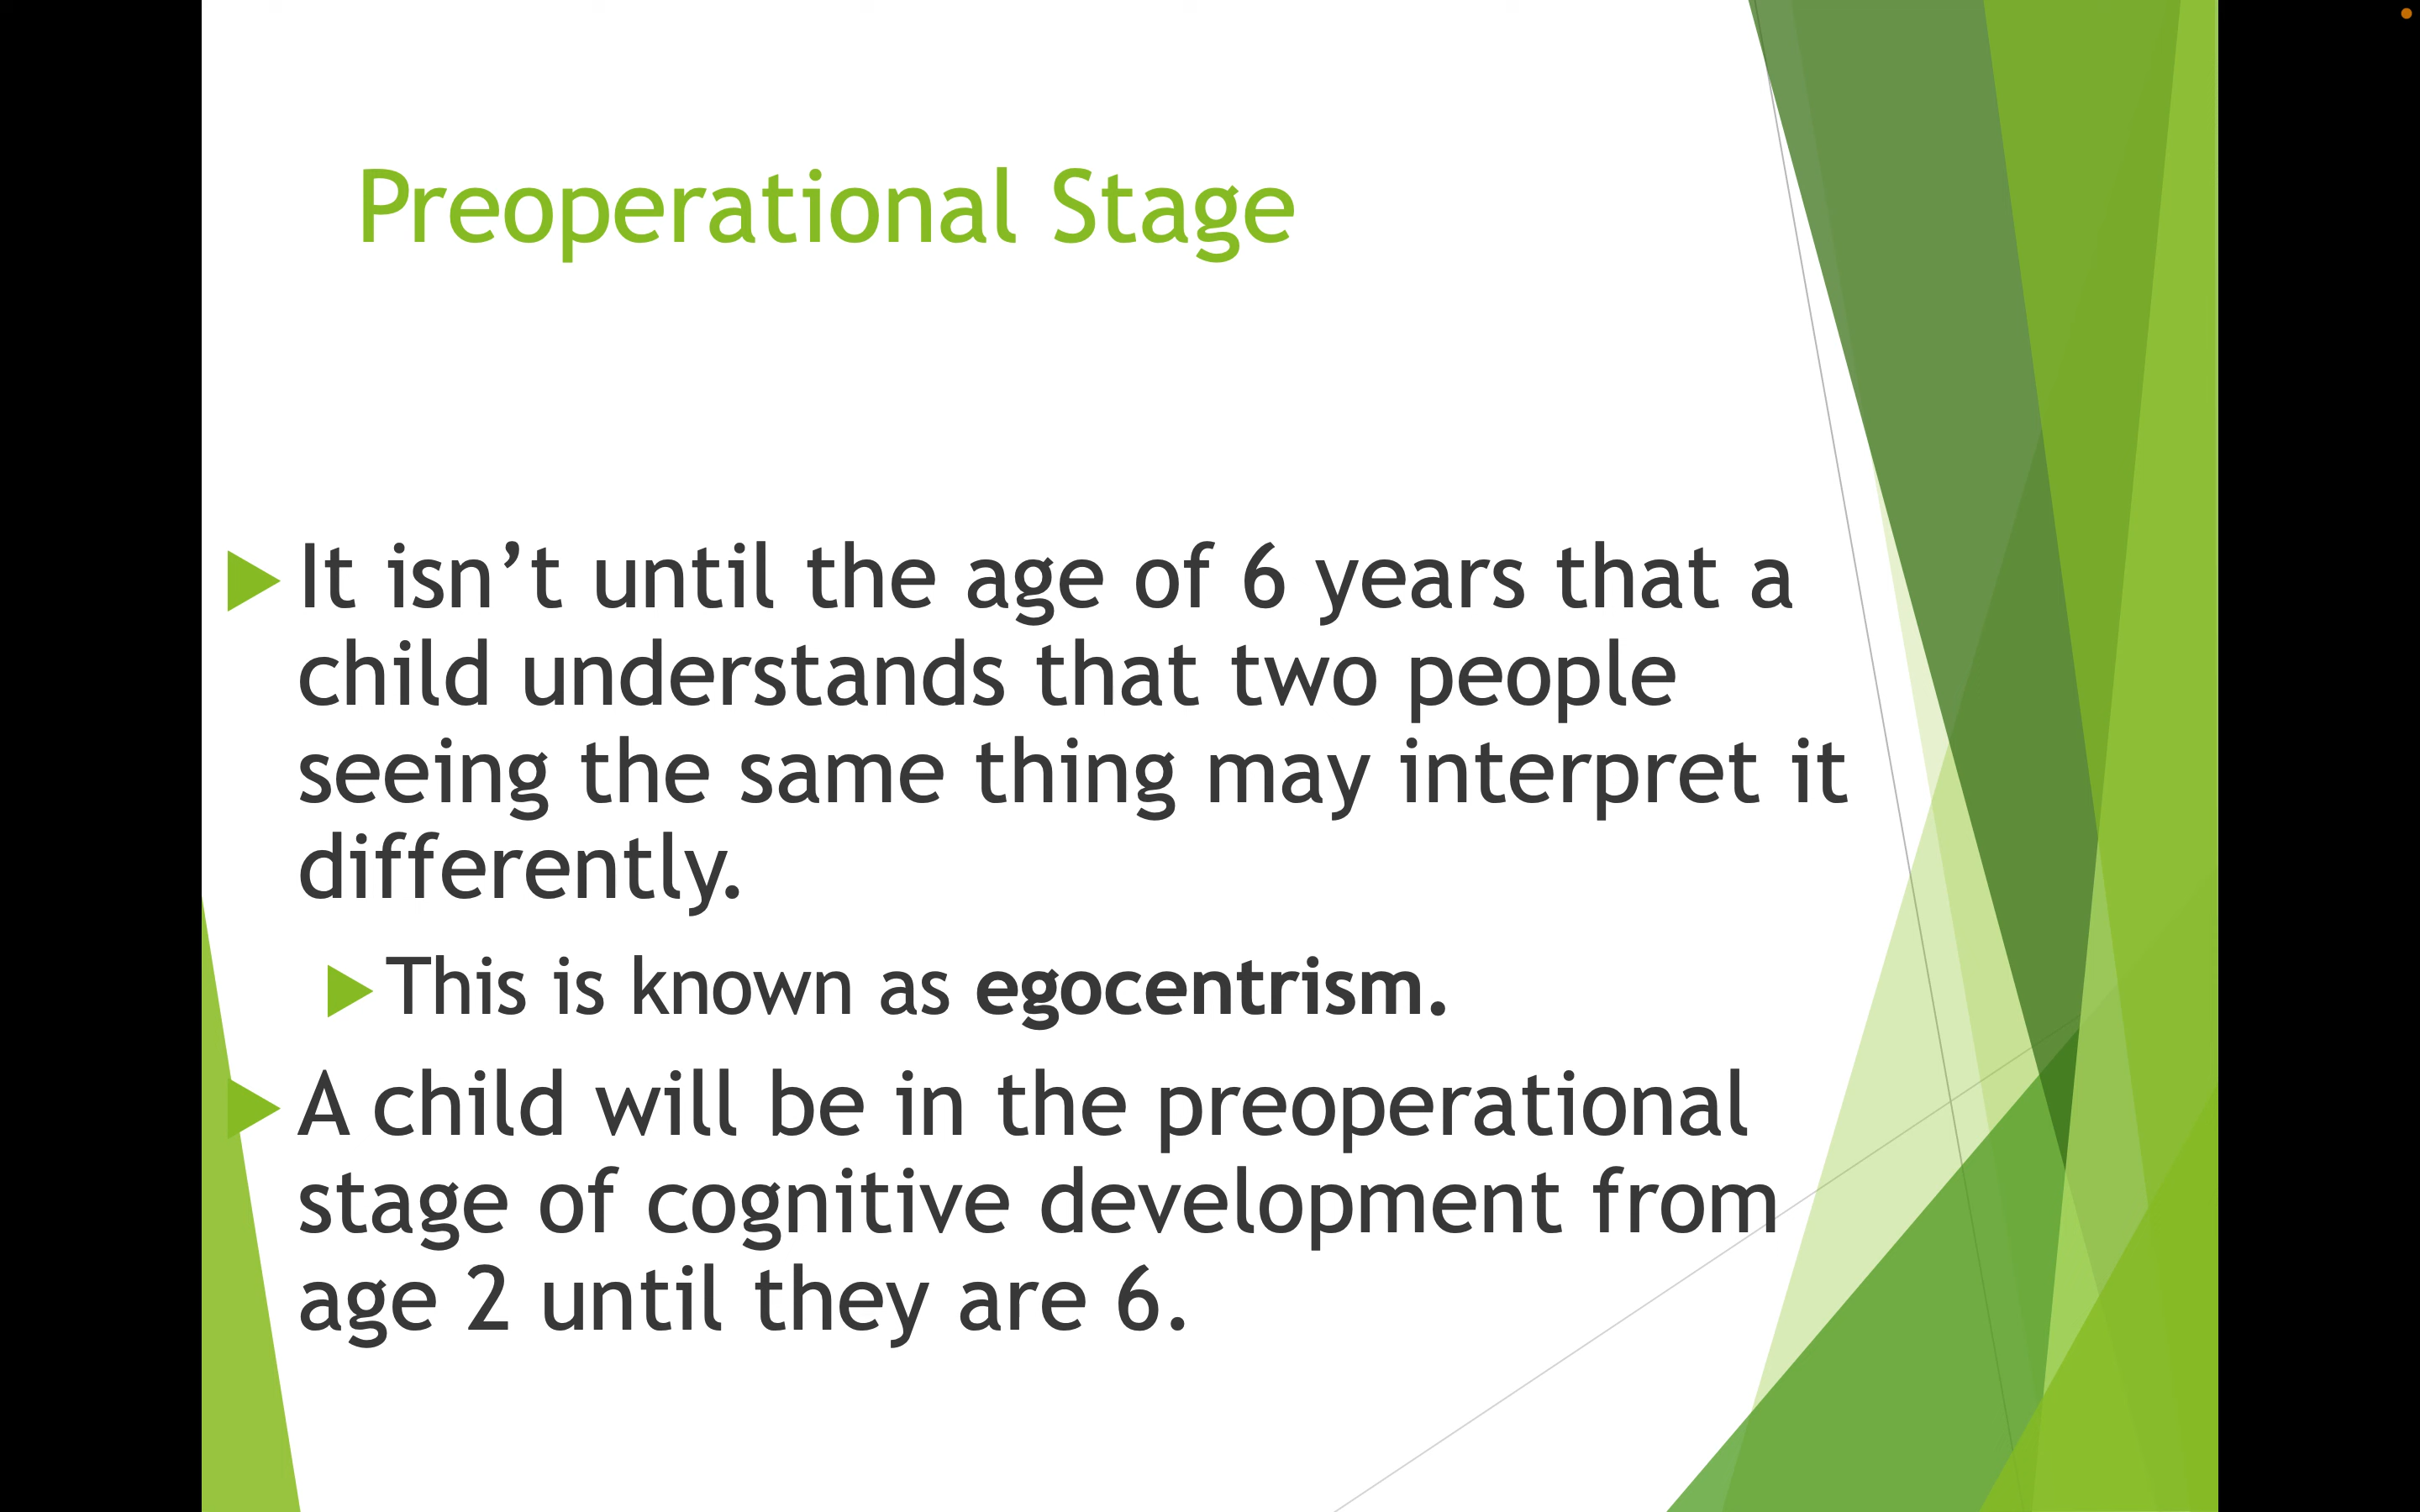 Preoperational Stage
It isn’t until the age of 6 years that a
child understands that two people
seeing the same thing may interpret it
differently.
This is known as egocentrism.
A child will be in the preoperational
stage of cognitive development from
age 2 until they are 6.